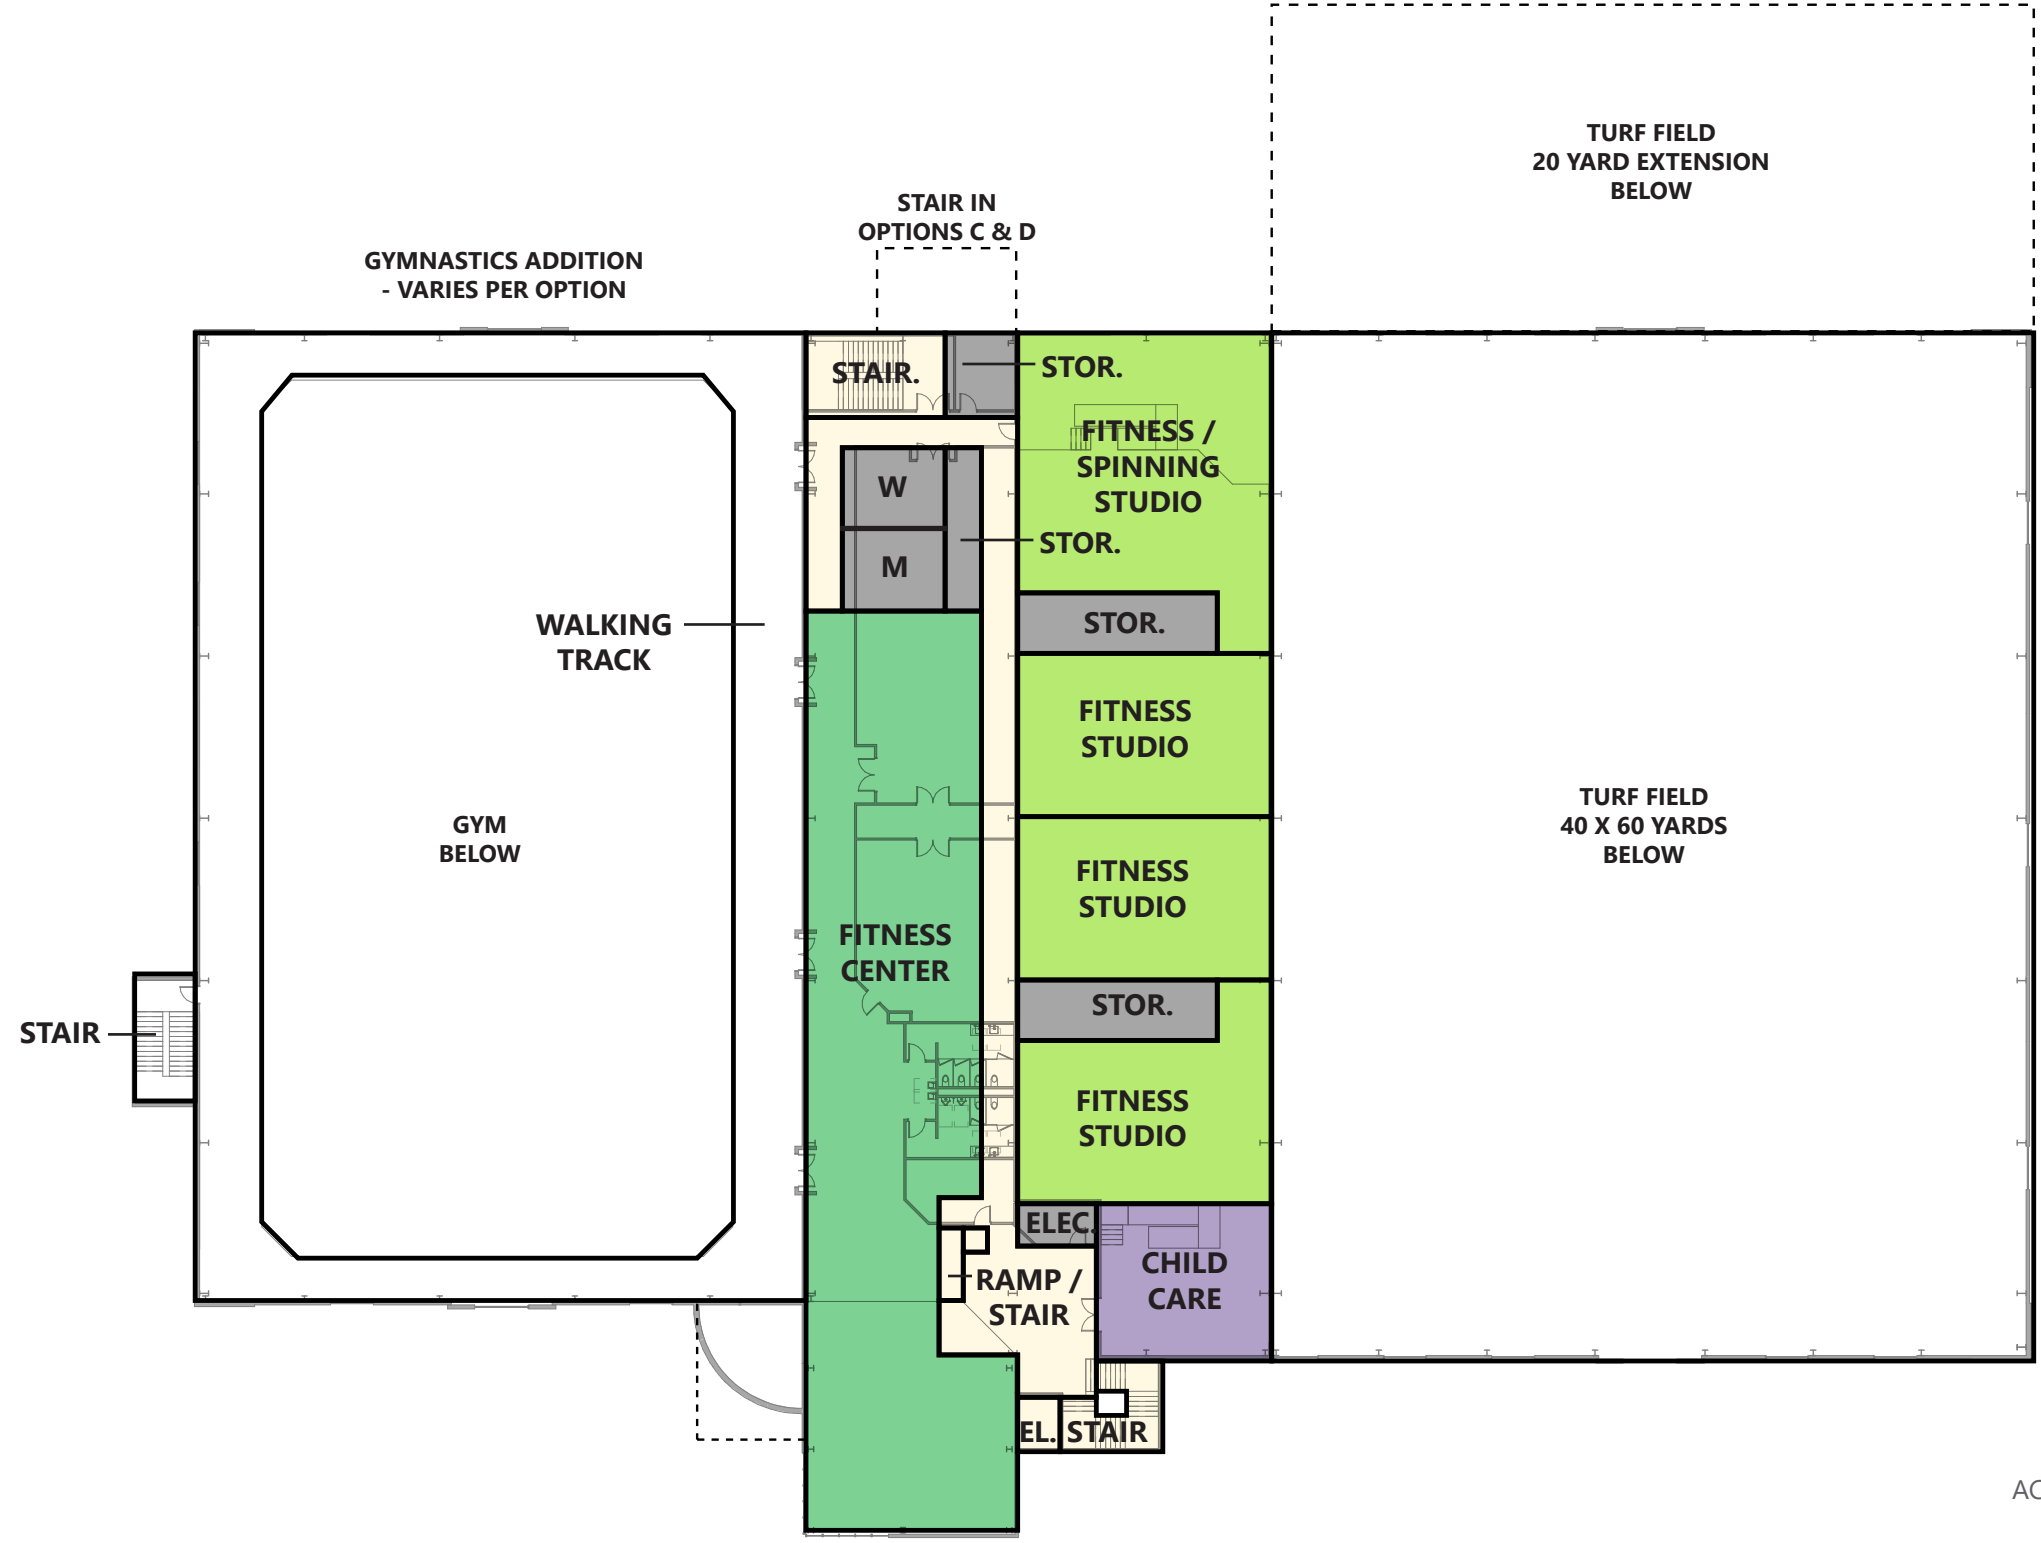 TURF FIELD
20 YARD EXTENSION
BELOW
STAIR IN
OPTIONS C & D
GYMNASTICS ADDITION
- VARIES PER OPTION
STAIR.
STOR.
FITNESS /
SPINNING
STUDIO
W
STOR.
M
STOR.
WALKING
TRACK
FITNESS
STUDIO
GYM
BELOW
TURF FIELD
40 X 60 YARDS
BELOW
FITNESS
STUDIO
FITNESS
CENTER
STOR.
STAIR
FITNESS
STUDIO
ELEC.
CHILD
CARE
RAMP /
STAIR
EL.
STAIR